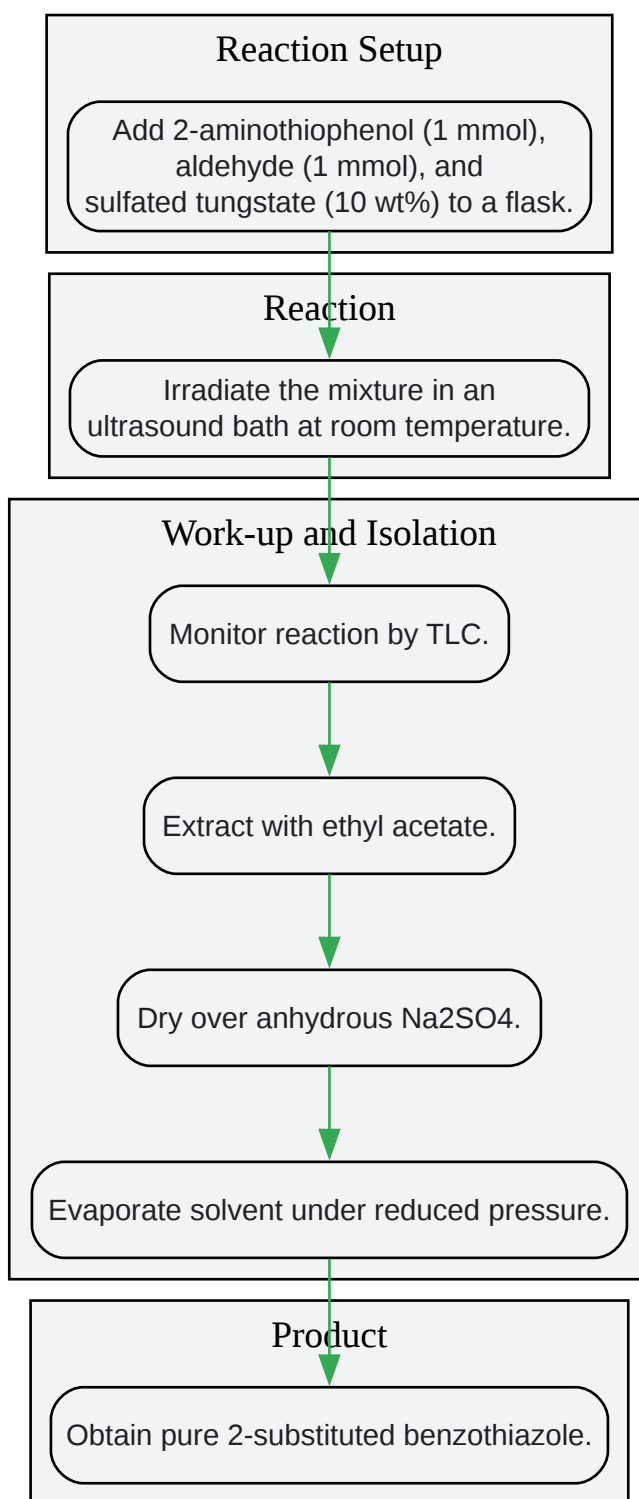 Reaction Setup
Add 2-aminothiophenol (1 mmol),
aldehyde (1 mmol), and
sulfated tungstate (10 wt%) to a flask.
Reaction
Irradiate the mixture in an
ultrasound bath at room temperature.
Work-up and Isolation
Monitor reaction by TLC.
Extract with ethyl acetate.
Dry over anhydrous Na2SO4.
Evaporate solvent under reduced pressure.
Product
Obtain pure 2-substituted benzothiazole.